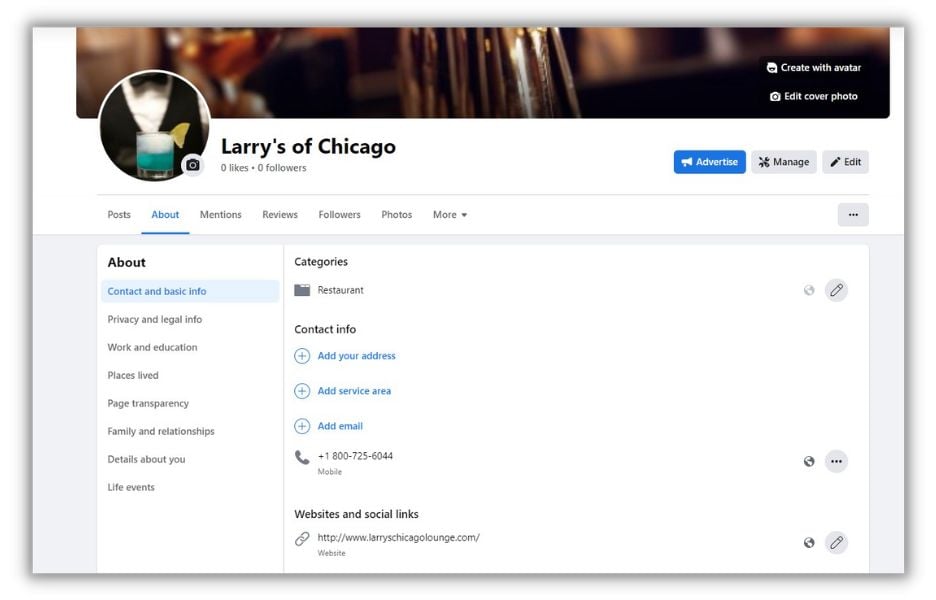 Create with avatar
Edit cover photo
Larry's of Chicago
0 likes • 0 followers
Advertise
Manage
Edit
Posts About Mentions Reviews Followers Photos More
About
Contact and basic info
Privacy and legal info
Work and education
Places lived
Page transparency
Family and relationships
Details about you
Life events
Categories
Restaurant
Contact info
Add your address
Add service area
Add email
+1 800-725-6044
Mobile
Websites and social links
http://www.larryschicagolounge.com/
Website